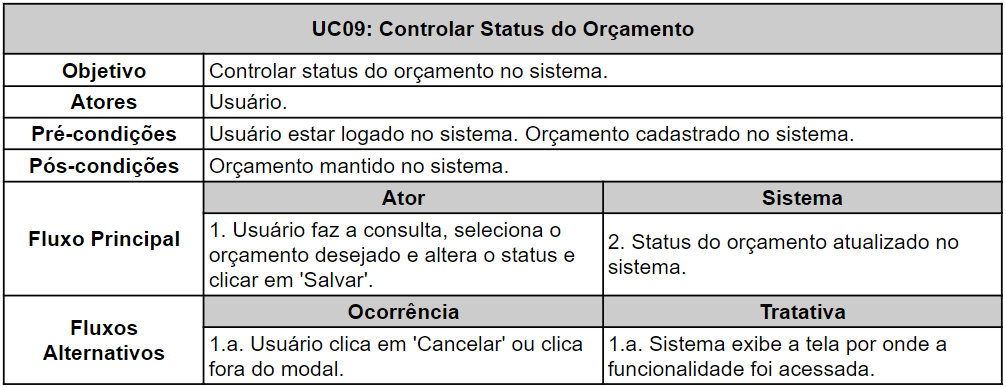 UC09: Controlar Status do Orçamento
Objetivo
Controlar status do orçamento no sistema.
Atores
Usuário.
Pré-condições
Usuário estar logado no sistema. Orçamento cadastrado no sistema.
Pós-condições
Orçamento mantido no sistema.
Fluxo Principal
Ator
Sistema
1. Usuário faz a consulta, seleciona o
orçamento desejado e altera o status e
clicar em 'Salvar'.
2. Status do orçamento atualizado no
sistema.
Fluxos
Alternativos
Ocorrência
Tratativa
1.a. Usuário clica em 'Cancelar' ou clica
fora do modal.
1.a. Sistema exibe a tela por onde a
funcionalidade foi acessada.